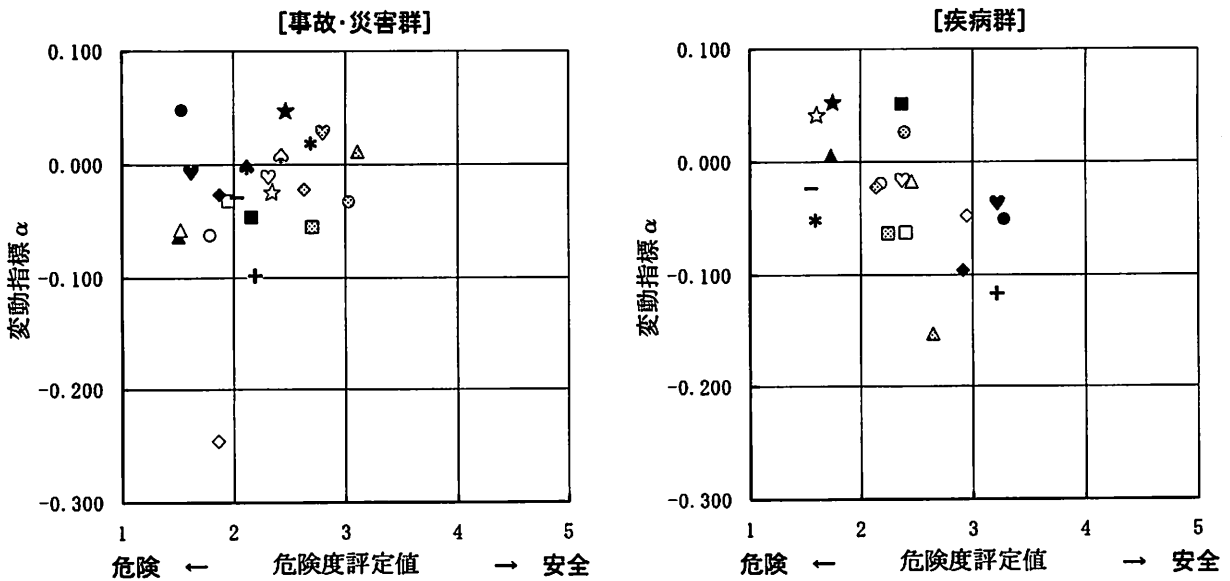 [事故・災害群]
0.100
0.000
-0.100
-0.200
-0.300
変動指標 α
1 2 3 4 5
危険 ← 危険度評定値 → 安全
[疾病群]
0.100
0.000
-0.100
-0.200
-0.300
変動指標 α
1 2 3 4 5
危険 ← 危険度評定値 → 安全